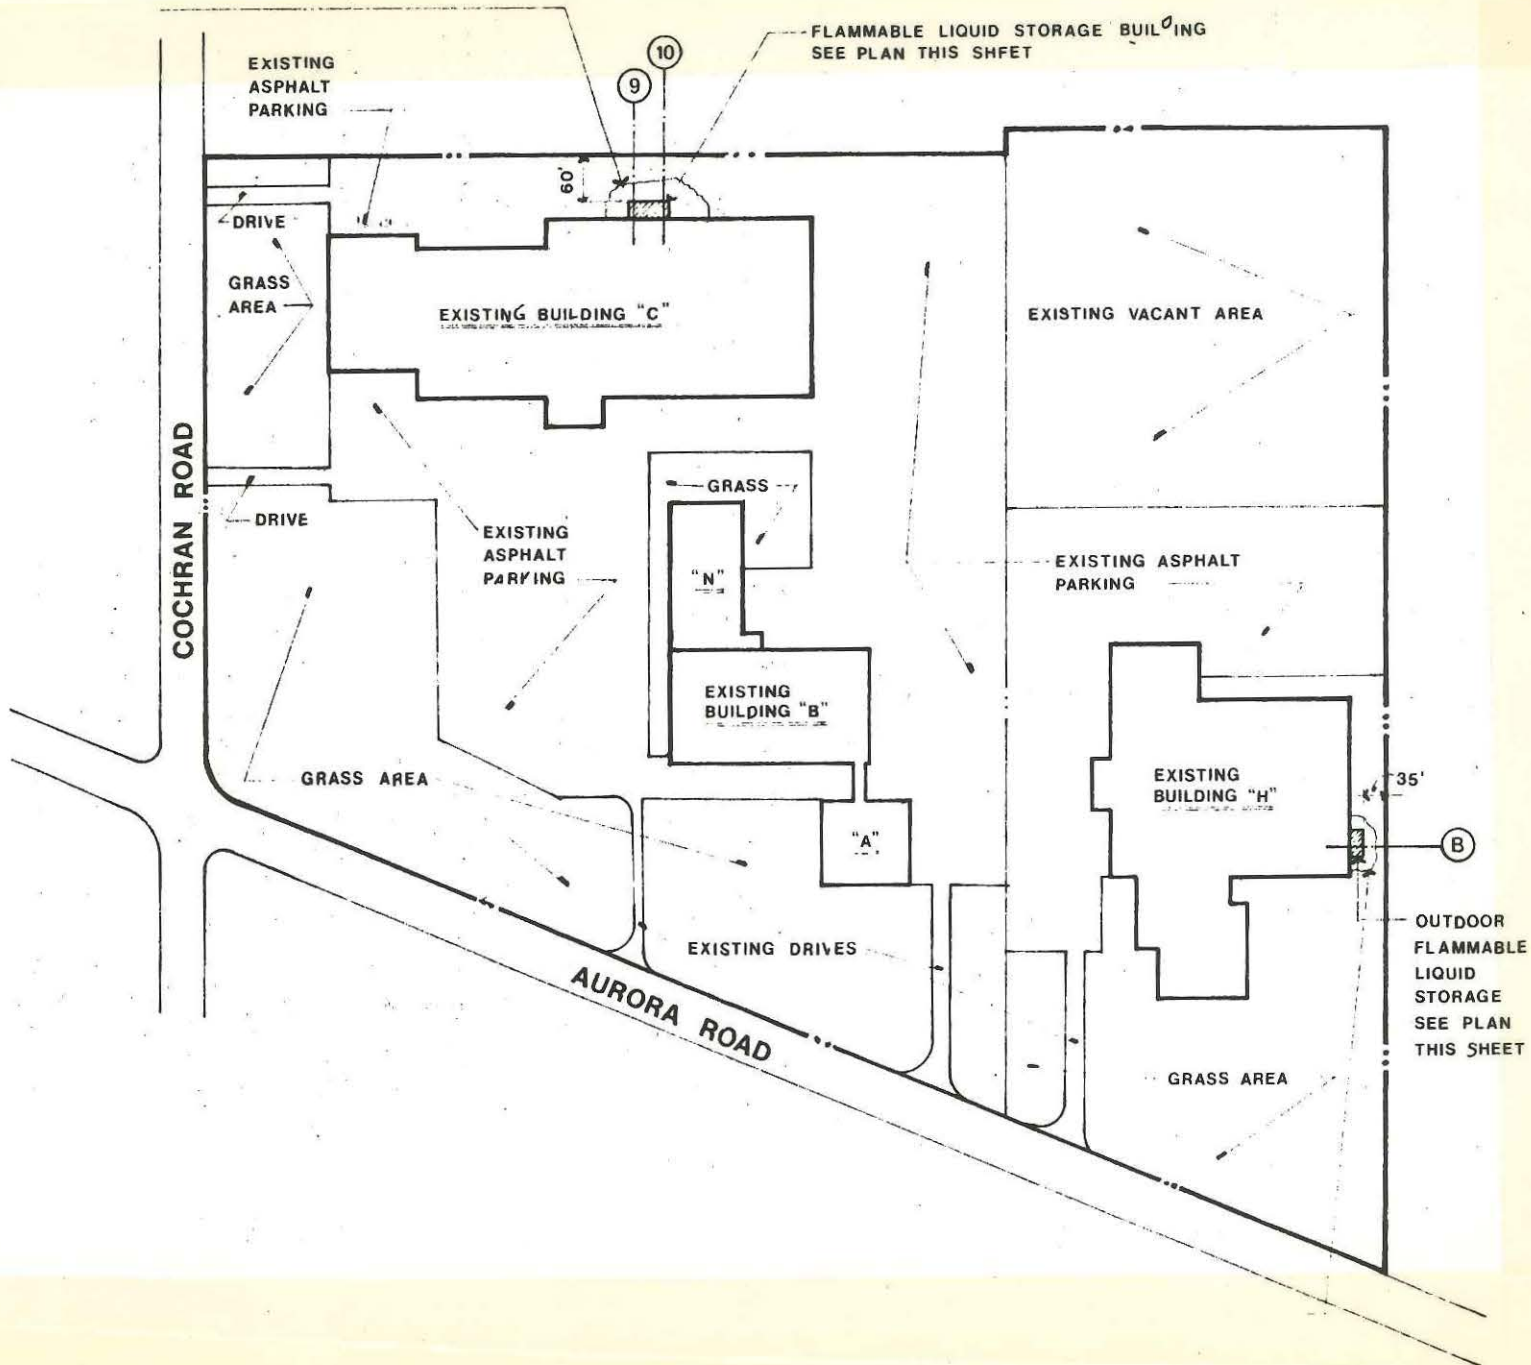 FLAMMABLE LIQUID STORAGE BUILDING
SEE PLAN THIS SHFET
10
9
EXISTING
ASPHALT
PARKING
60'
DRIVE
GRASS
AREA
EXISTING BUILDING "C"
EXISTING VACANT AREA
COCHRAN ROAD
DRIVE
GRASS
EXISTING
ASPHALT
PARKING
"N"
EXISTING ASPHALT
PARKING
EXISTING
BUILDING "B"
GRASS AREA
EXISTING
BUILDING "H"
35'
"A"
B
EXISTING DRIVES
OUTDOOR
FLAMMABLE
LIQUID
STORAGE
SEE PLAN
THIS SHEET
AURORA ROAD
GRASS AREA